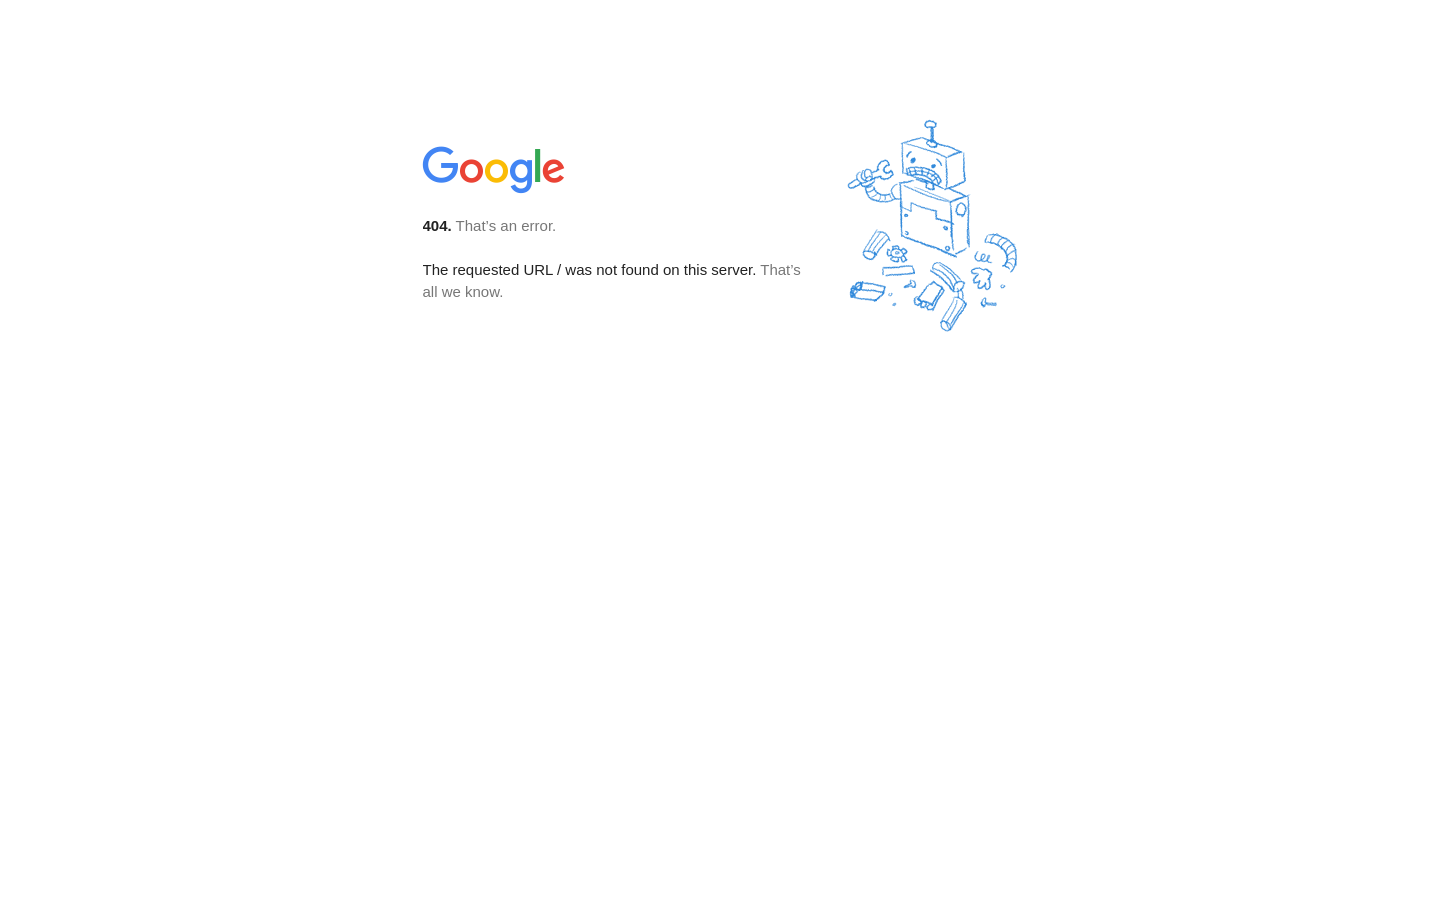 Google
404. That’s an error.
The requested URL / was not found on this server. That’s
all we know.